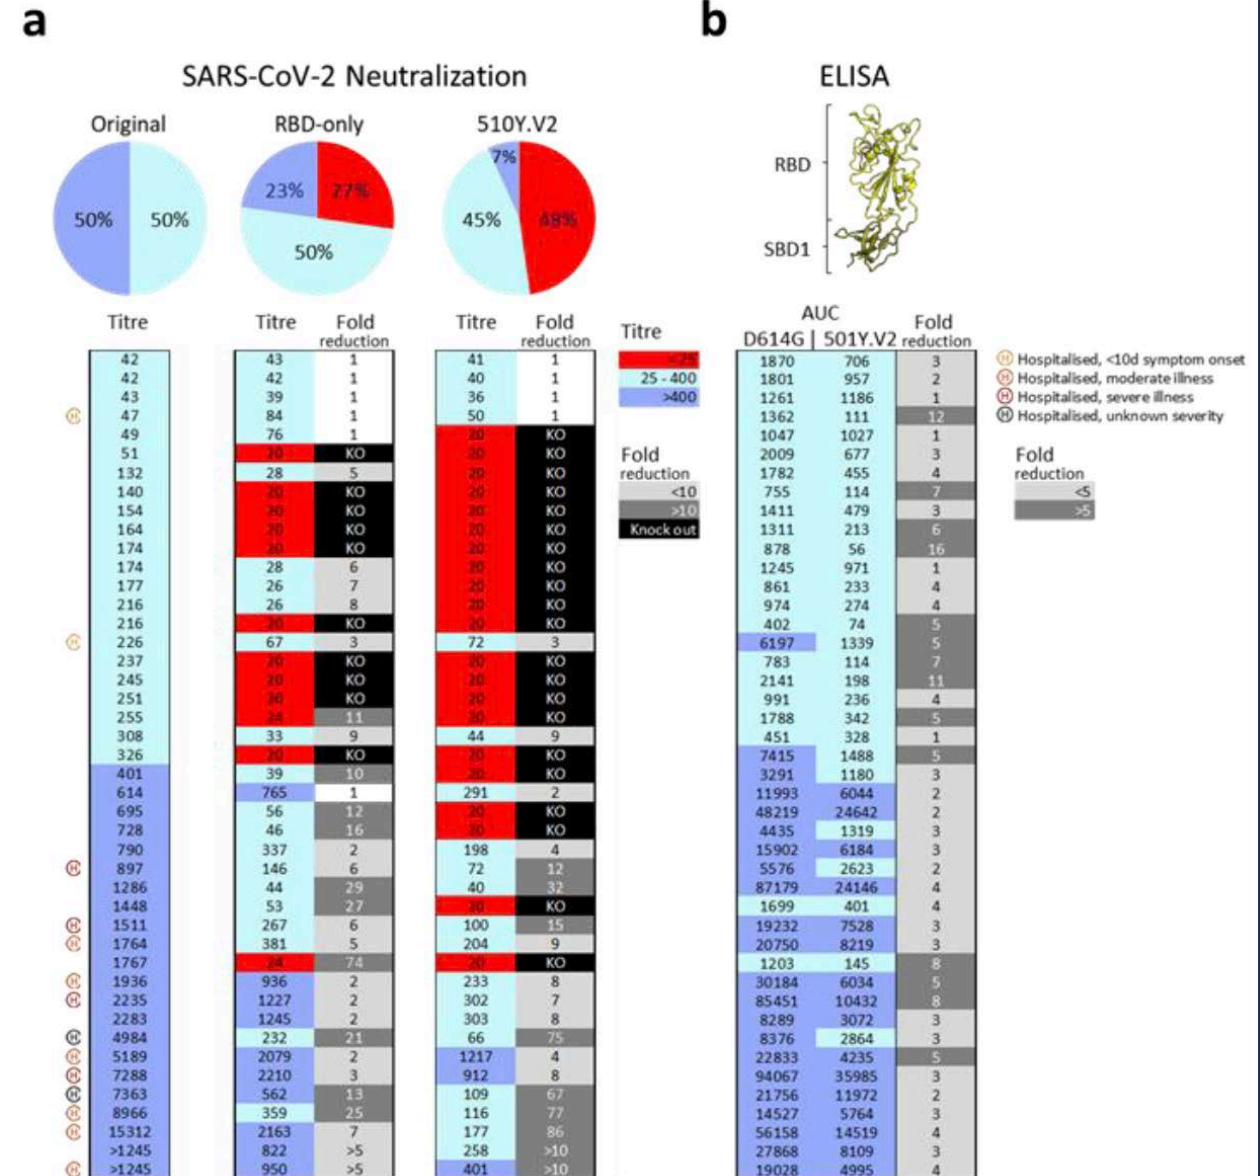 a
b
SARS-CoV-2 Neutralization
ELISA
Original
RBD-only
510Y.V2
50% 50%
23% 27% 50%
7% 45% 48%
RBD
SBD1
Titre
Titre Fold reduction
Titre Fold reduction
AUC
D614G | 501Y.V2 Fold reduction
42 43 1 41 1 1870 706 3
42 42 1 40 1 1801 957 2
43 39 1 36 1 1261 1186 1
H 47 84 1 50 1 1362 111 12
49 76 1 20 KO 1047 1027 1
51 20 KO 20 KO 2009 677 3
132 28 5 20 KO 1782 455 4
140 20 KO 20 KO 755 114 7
154 20 KO 20 KO 1411 479 3
164 20 KO 20 KO 1311 213 6
174 20 KO 20 KO 878 56 16
174 28 6 20 KO 1245 971 1
177 26 7 20 KO 861 233 4
216 26 8 20 KO 974 274 4
216 20 KO 20 KO 402 74 5
H 226 67 3 72 3 6197 1339 5
237 20 KO 20 KO 783 114 7
245 20 KO 20 KO 2141 198 11
251 20 KO 20 KO 991 236 4
255 24 11 20 KO 1788 342 5
308 33 9 44 9 451 328 1
326 20 KO 20 KO 7415 1488 5
401 39 10 20 KO 3291 1180 3
614 765 1 291 2 11993 6044 2
695 56 12 20 KO 48219 24642 2
728 46 16 20 KO 4435 1319 3
790 337 2 198 4 15902 6184 3
H 897 146 6 72 12 5576 2623 2
1286 44 29 40 32 87179 24146 4
1448 53 27 20 KO 1699 401 4
H 1511 267 6 100 15 19232 7528 3
H 1764 381 5 204 9 20750 8219 3
1767 24 74 20 KO 1203 145 8
H 1936 936 2 233 8 30184 6034 5
H 2235 1227 2 302 7 85451 10432 8
2283 1245 2 303 8 8289 3072 3
H 4984 232 21 66 75 8376 2864 3
H 5189 2079 2 1217 4 22833 4235 5
H 7288 2210 3 912 8 94067 35985 3
H 7363 562 13 109 67 21756 11972 2
H 8966 359 25 116 77 14527 5764 3
H 15312 2163 7 177 86 56158 14519 4
>1245 822 >5 258 >10 27868 8109 3
H >1245 950 >5 401 >10 19028 4995 4
Titre
<25
25 - 400
>400
Fold
reduction
<10
>10
Knock out
H Hospitalised, <10d symptom onset
H Hospitalised, moderate illness
H Hospitalised, severe illness
H Hospitalised, unknown severity
Fold
reduction
<5
>5